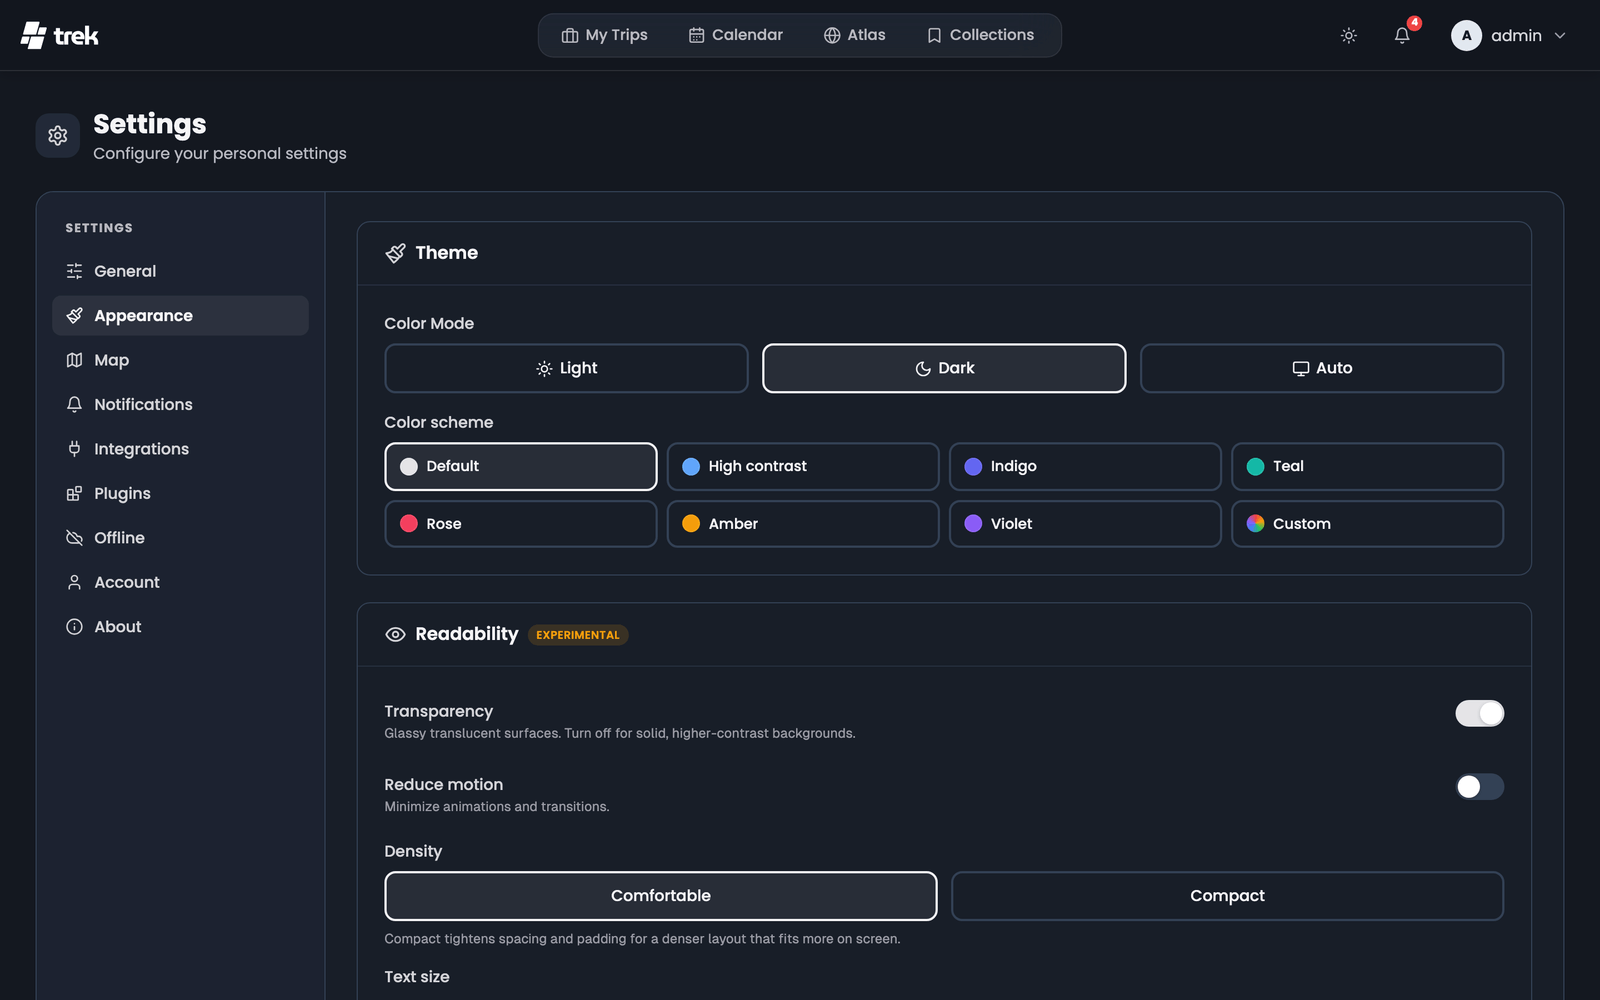 trek
My Trips
Calendar
Atlas
Collections
4
A
admin
Settings
Configure your personal settings
SETTINGS
General
Appearance
Map
Notifications
Integrations
Plugins
Offline
Account
About
Theme
Color Mode
Light
Dark
Auto
Color scheme
Default
High contrast
Indigo
Teal
Rose
Amber
Violet
Custom
Readability
EXPERIMENTAL
Transparency
Glassy translucent surfaces. Turn off for solid, higher-contrast backgrounds.
Reduce motion
Minimize animations and transitions.
Density
Comfortable
Compact
Compact tightens spacing and padding for a denser layout that fits more on screen.
Text size